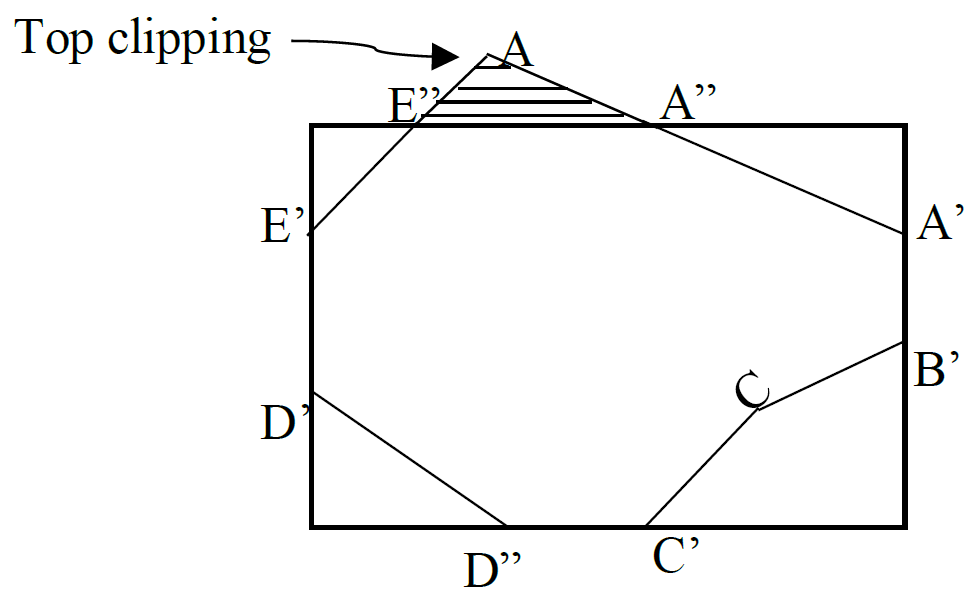 Top clipping
A
E”
A”
E’
A’
B’
C
D’
D”
C’